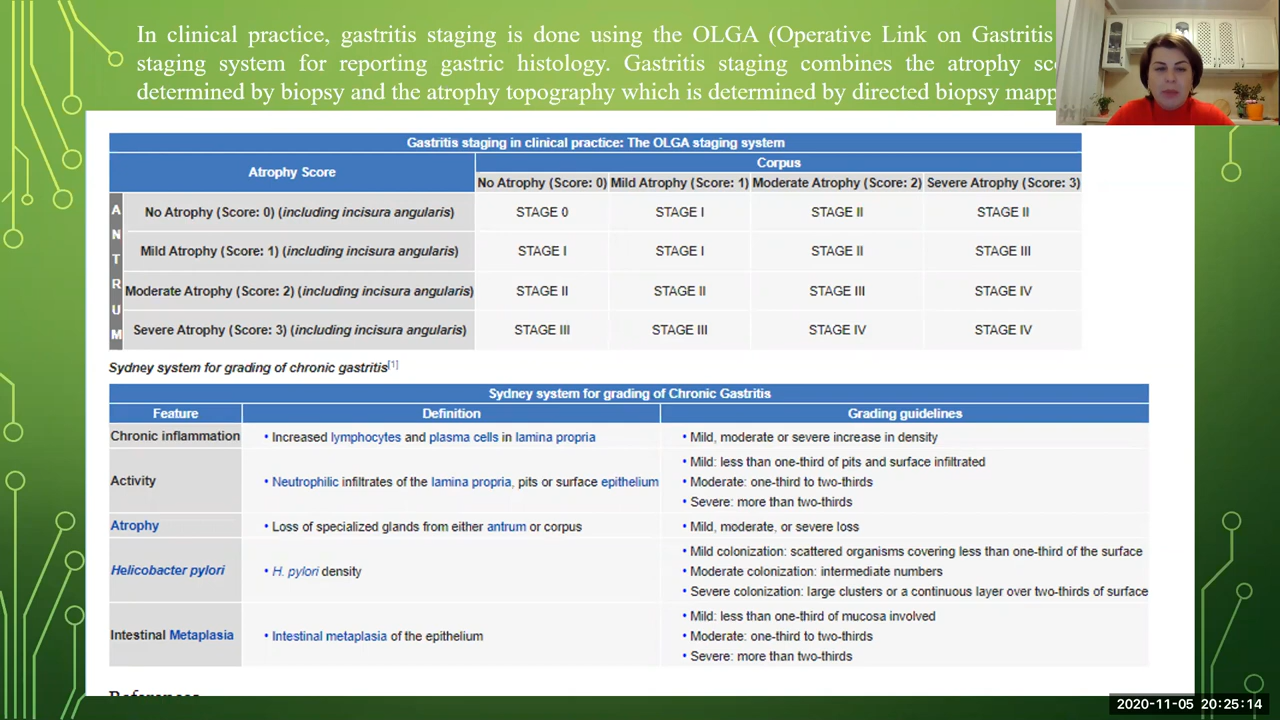 In clinical practice, gastritis staging is done using the OLGA (Operative Link on Gastritis
staging system for reporting gastric histology. Gastritis staging combines the atrophy
determined by biopsy and the atrophy topography which is determined by directed biopsy
Gastritis staging in clinical practice: The OLGA staging system
Atrophy Score
Corpus
No Atrophy (Score: 0) Mild Atrophy (Score: 1) Moderate Atrophy (Score: 2) Severe Atrophy (Score: 3)
ANTRUM
No Atrophy (Score: 0) (including incisura angularis) STAGE 0 STAGE I STAGE II STAGE II
Mild Atrophy (Score: 1) (including incisura angularis) STAGE I STAGE I STAGE II STAGE III
Moderate Atrophy (Score: 2) (including incisura angularis) STAGE II STAGE II STAGE III STAGE IV
Severe Atrophy (Score: 3) (including incisura angularis) STAGE III STAGE III STAGE IV STAGE IV
Sydney system for grading of chronic gastritis[1]
Sydney system for grading of Chronic Gastritis
Feature Definition Grading guidelines
Chronic inflammation • Increased lymphocytes and plasma cells in lamina propria • Mild, moderate or severe increase in density
Activity • Neutrophilic infiltrates of the lamina propria, pits or surface epithelium • Mild: less than one-third of pits and surface infiltrated
• Moderate: one-third to two-thirds
• Severe: more than two-thirds
Atrophy • Loss of specialized glands from either antrum or corpus • Mild, moderate, or severe loss
Helicobacter pylori • H. pylori density • Mild colonization: scattered organisms covering less than one-third of the surface
• Moderate colonization: intermediate numbers
• Severe colonization: large clusters or a continuous layer over two-thirds of surface
Intestinal Metaplasia • Intestinal metaplasia of the epithelium • Mild: less than one-third of mucosa involved
• Moderate: one-third to two-thirds
• Severe: more than two-thirds
References
2020-11-05 20:25:14